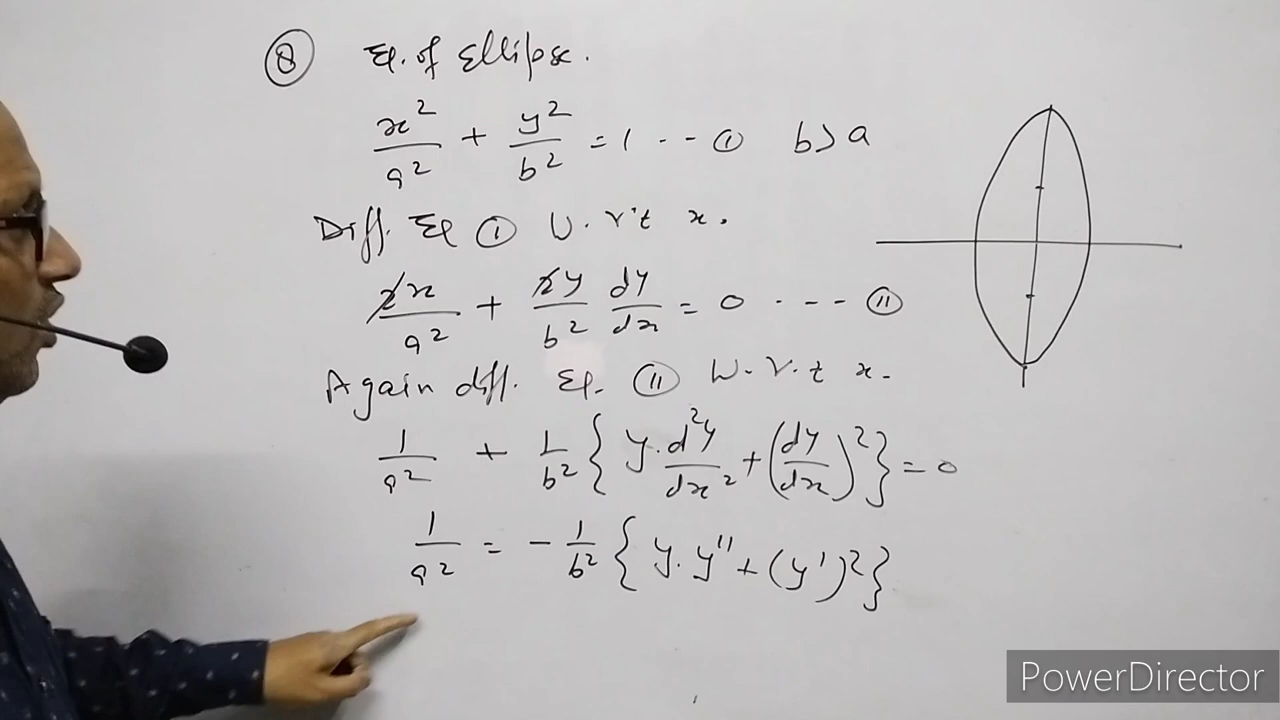 ⑧ Eq. of Ellipse.
x²/a² + y²/b² = 1 --- ① b > a
Diff. Eq ① W.r.t x.
2x/a² + 2y/b² dy/dx = 0 --- ⑪
Again diff. Eq. ⑪ W.r.t x.
1/a² + 1/b² { y. d²y/dx² + (dy/dx)² } = 0
1/a² = - 1/b² { y. y'' + (y')² }
PowerDirector